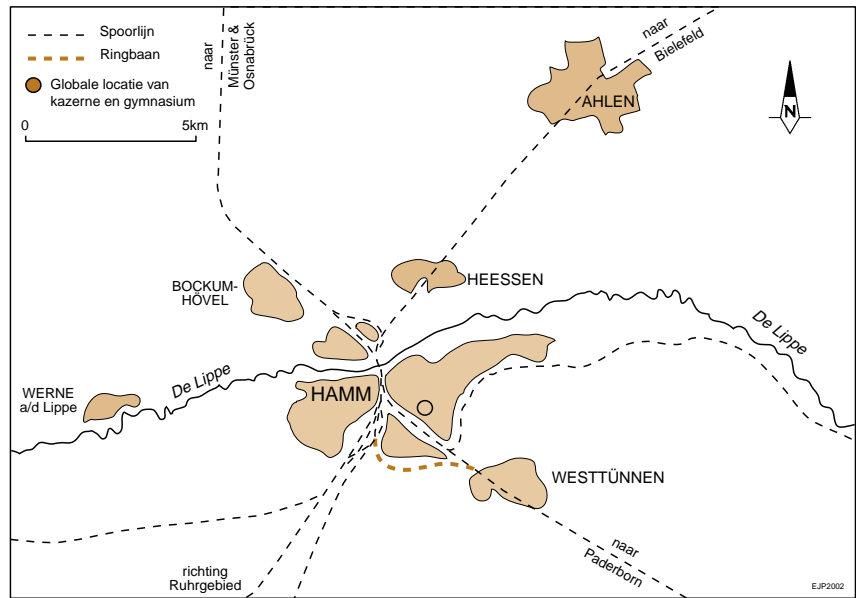 Spoorlijn
Ringbaan
Globale locatie van
kazerne en gymnasium
0 5km
naar
Münster &
Osnabrück
naar
Bielefeld
AHLEN
N
BOCKUM-
HÖVEL
HEESSEN
De Lippe
De Lippe
WERNE
a/d Lippe
HAMM
WESTTÜNNEN
naar
Paderborn
richting
Ruhrgebied
EJP2002